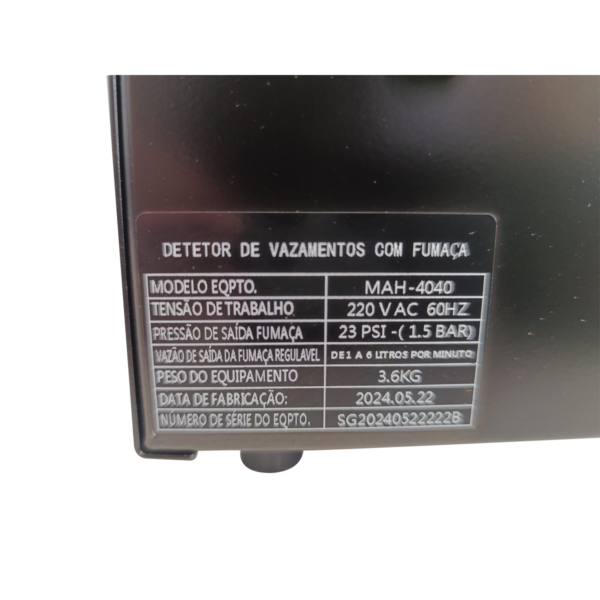 DETETOR DE VAZAMENTOS COM FUMAÇA
MODELO EQPTO. MAH-4040
TENSÃO DE TRABALHO 220 V AC 60HZ
PRESSÃO DE SAÍDA FUMAÇA 23 PSI -( 1.5 BAR)
VAZÃO DE SAÍDA DA FUMAÇA REGULAVEL DE 1 A 6 LITROS POR MINUTO
PESO DO EQUIPAMENTO 3.6KG
DATA DE FABRICAÇÃO: 2024.05.22
NÚMERO DE SÉRIE DO EQPTO. SG20240522222B